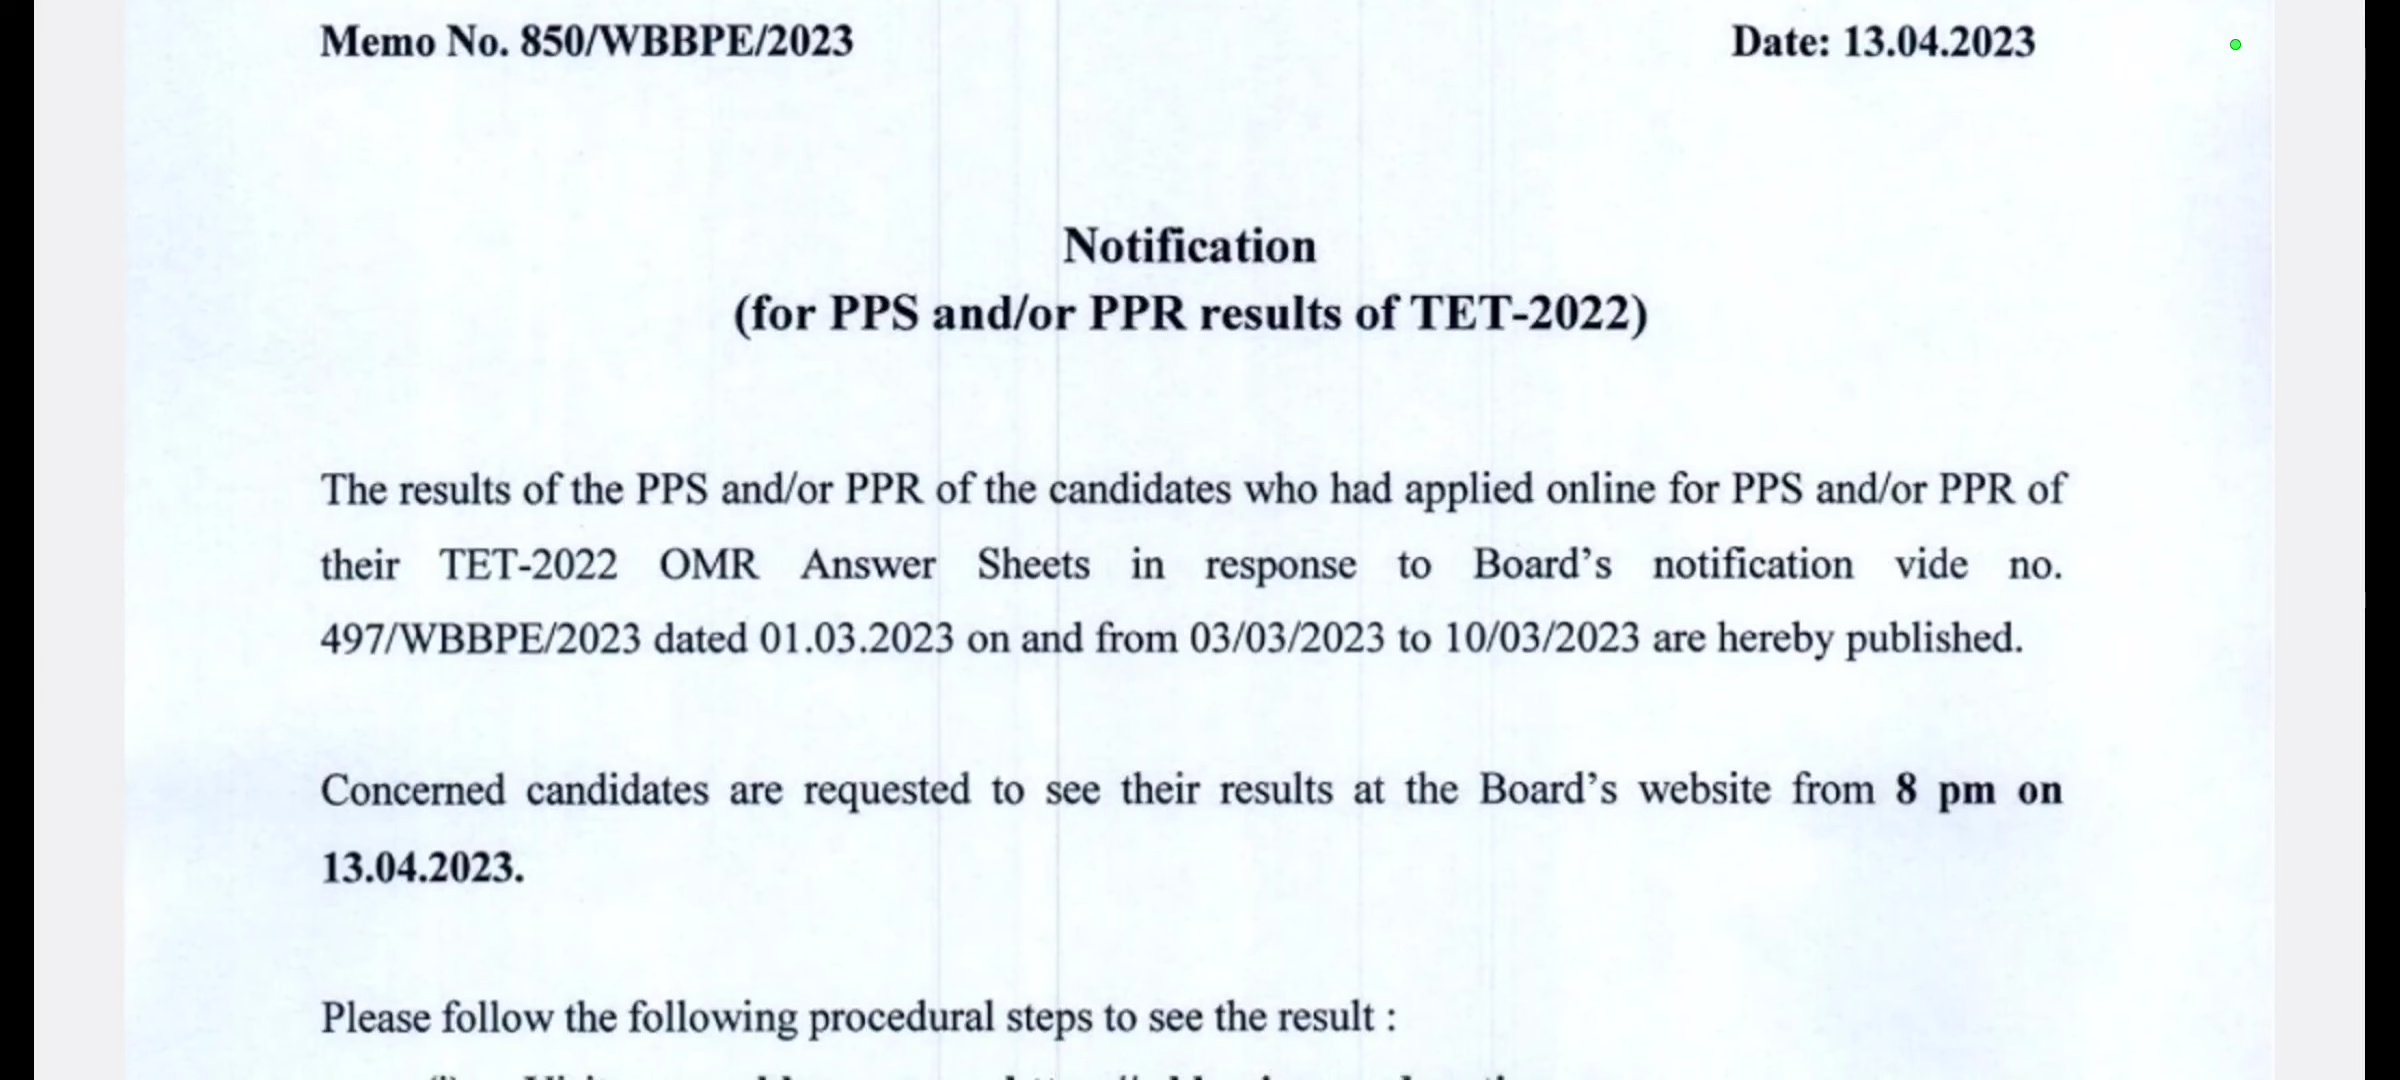 Memo No. 850/WBBPE/2023 Date: 13.04.2023
Notification
(for PPS and/or PPR results of TET-2022)
The results of the PPS and/or PPR of the candidates who had applied online for PPS and/or PPR of
their TET-2022 OMR Answer Sheets in response to Board’s notification vide no.
497/WBBPE/2023 dated 01.03.2023 on and from 03/03/2023 to 10/03/2023 are hereby published.
Concerned candidates are requested to see their results at the Board’s website from 8 pm on
13.04.2023.
Please follow the following procedural steps to see the result :